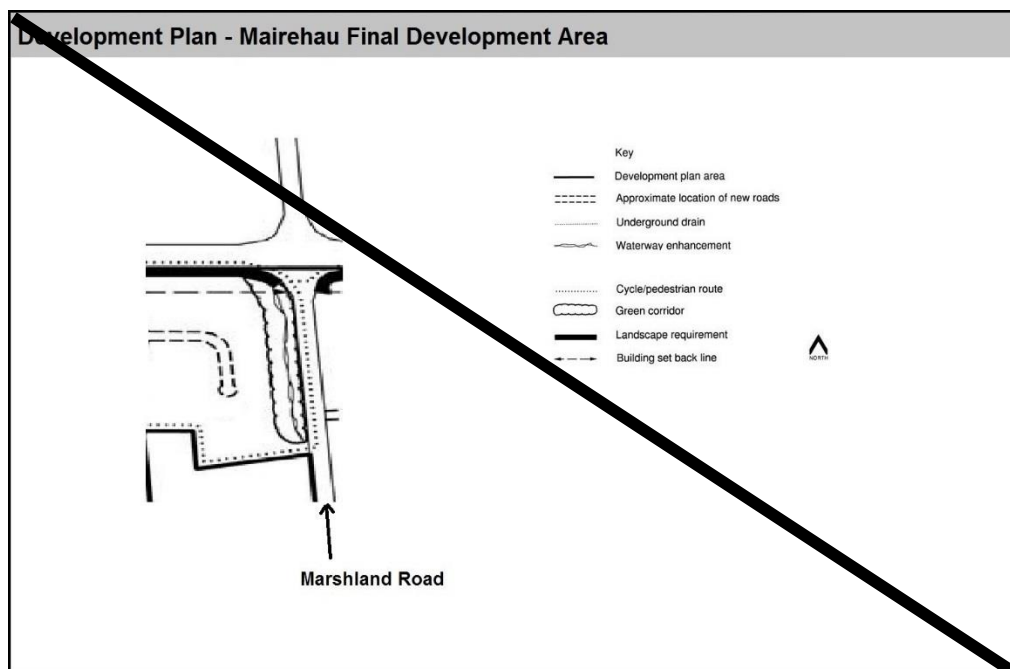 Development Plan - Mairehau Final Development Area
Key
Development plan area
Approximate location of new roads
Underground drain
Waterway enhancement
Cycle/pedestrian route
Green corridor
Landscape requirement
Building set back line
NORTH
Marshland Road